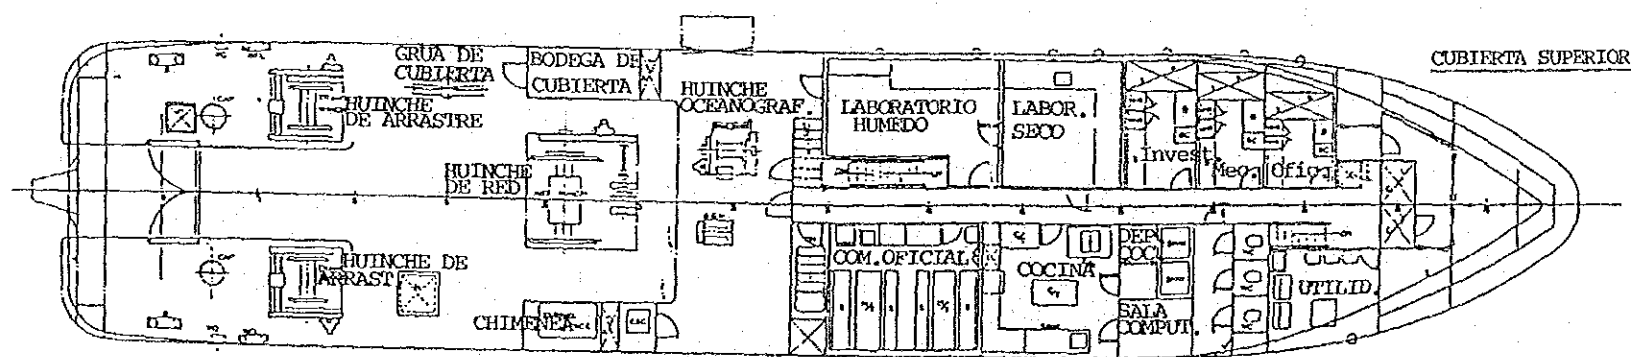 CUBIERTA SUPERIOR
GRUA DE
CUBIERTA
BODEGA DE
CUBIERTA
HUINCHE
OCEANOGRAF.
HUINCHE
DE ARRASTRE
LABORATORIO
HUMEDO
LABOR.
SECO
Invest.
Meq.
Ofic.
HUINCHE
DE RED
HUINCHE DE
ARRAST
COM.OFICIAL
COCINA
DEP
COC.
UTILID.
CHIMENEA
SALA
COMPUT.